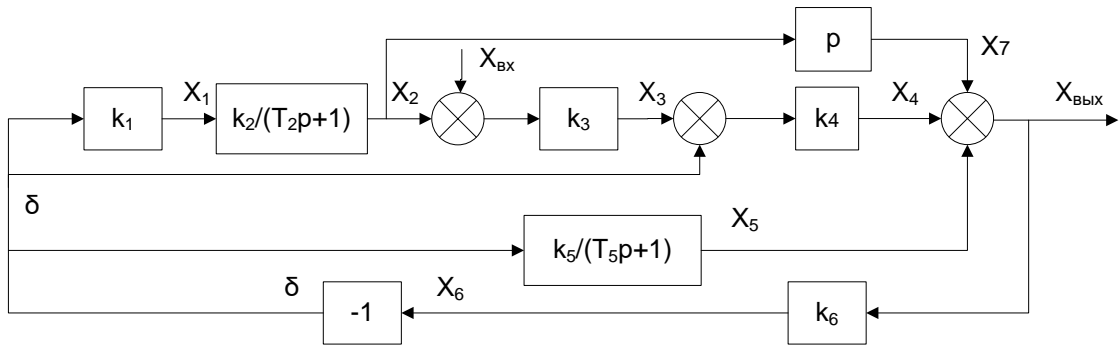 p
X7
Xвх
X1
X2
X3
X4
Xвых
k1
k2/(T2p+1)
k3
k4
δ
X5
k5/(T5p+1)
δ
X6
-1
k6